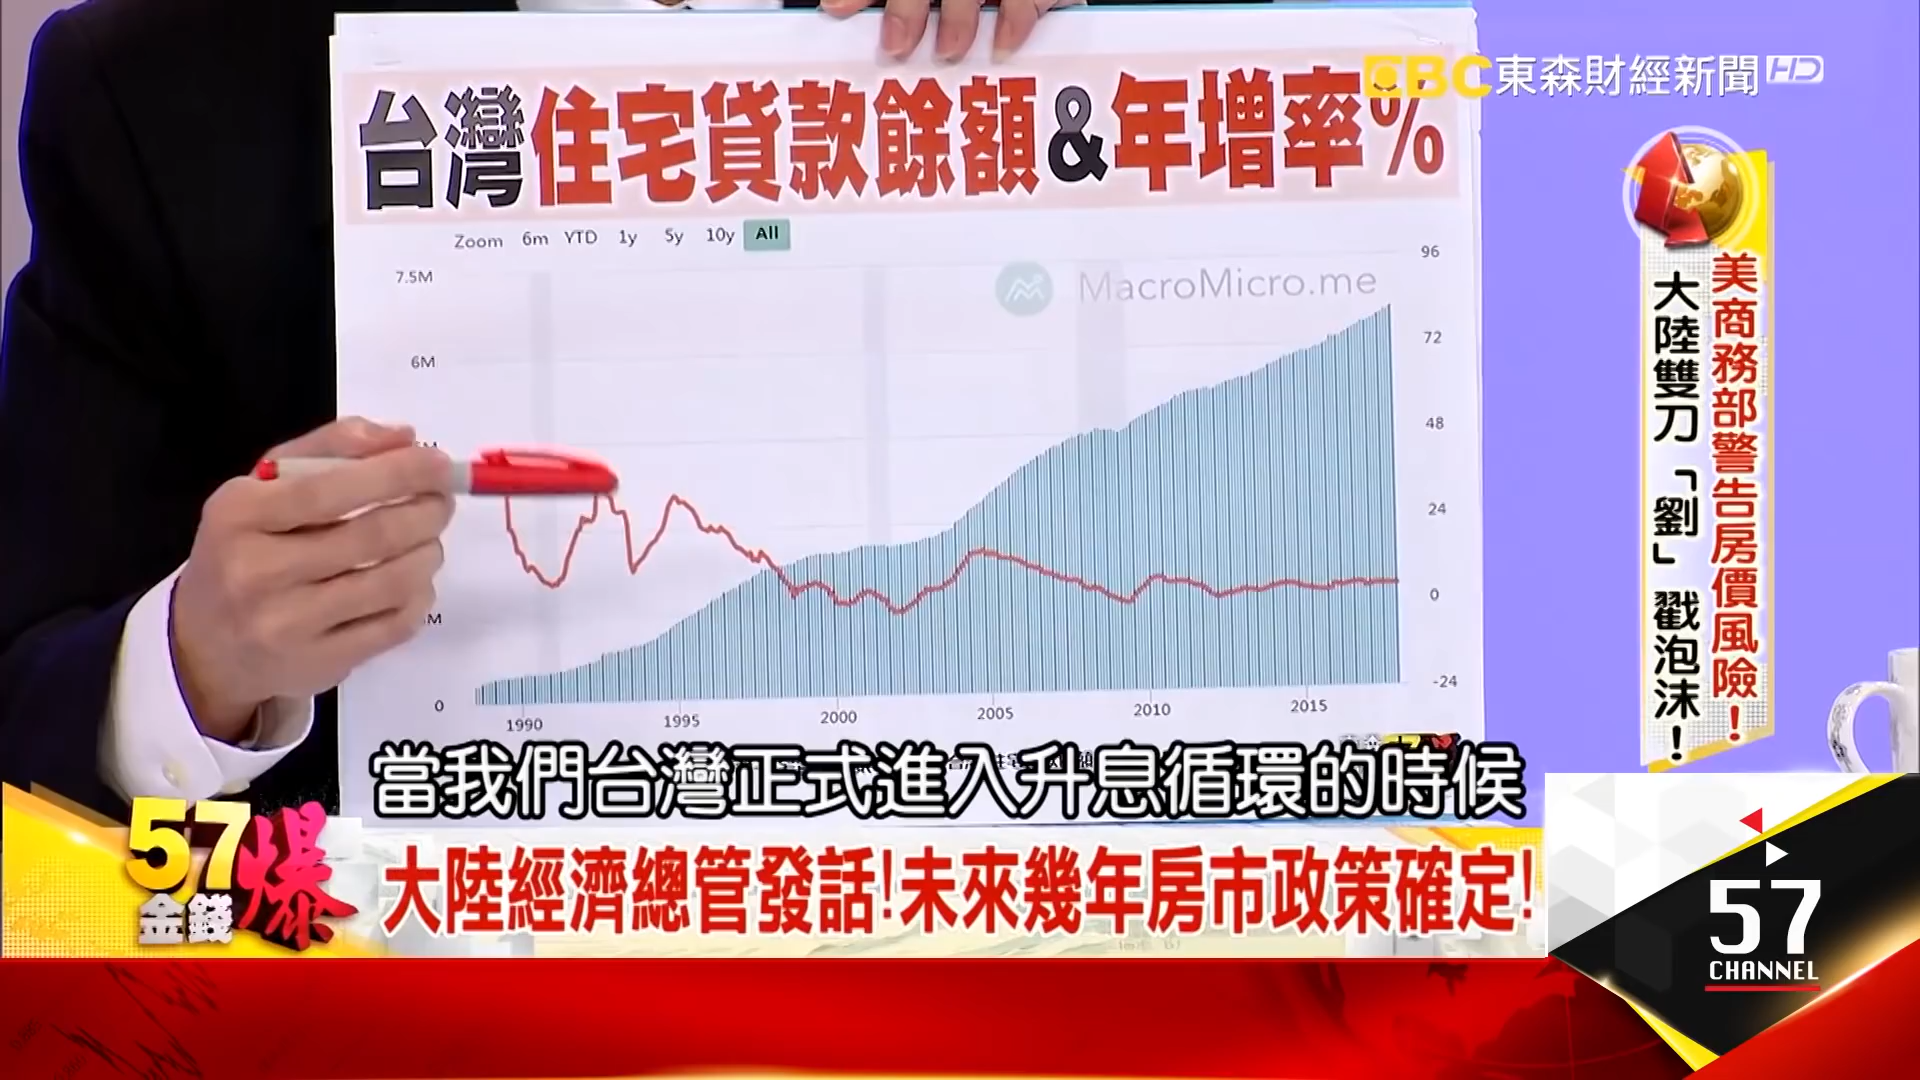 EBC東森財經新聞HD
台灣住宅貸款餘額&年增率%
Zoom 6m YTD 1y 5y 10y All
MacroMicro.me
7.5M
6M
0
96
72
48
24
0
-24
1990 1995 2000 2005 2010 2015
美商務部警告房價風險!
大陸雙刀「劉」戳泡沫!
當我們台灣正式進入升息循環的時候
57金錢爆
大陸經濟總管發話!未來幾年房市政策確定!
57
CHANNEL